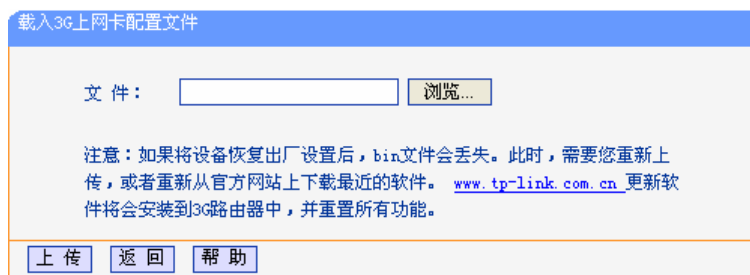 载入3G上网卡配置文件
文 件： 浏览...
注意：如果将设备恢复出厂设置后，bin文件会丢失。此时，需要您重新上
传，或者重新从官方网站上下载最近的软件。 www.tp-link.com.cn 更新软
件将会安装到3G路由器中，并重置所有功能。
上 传 返 回 帮 助